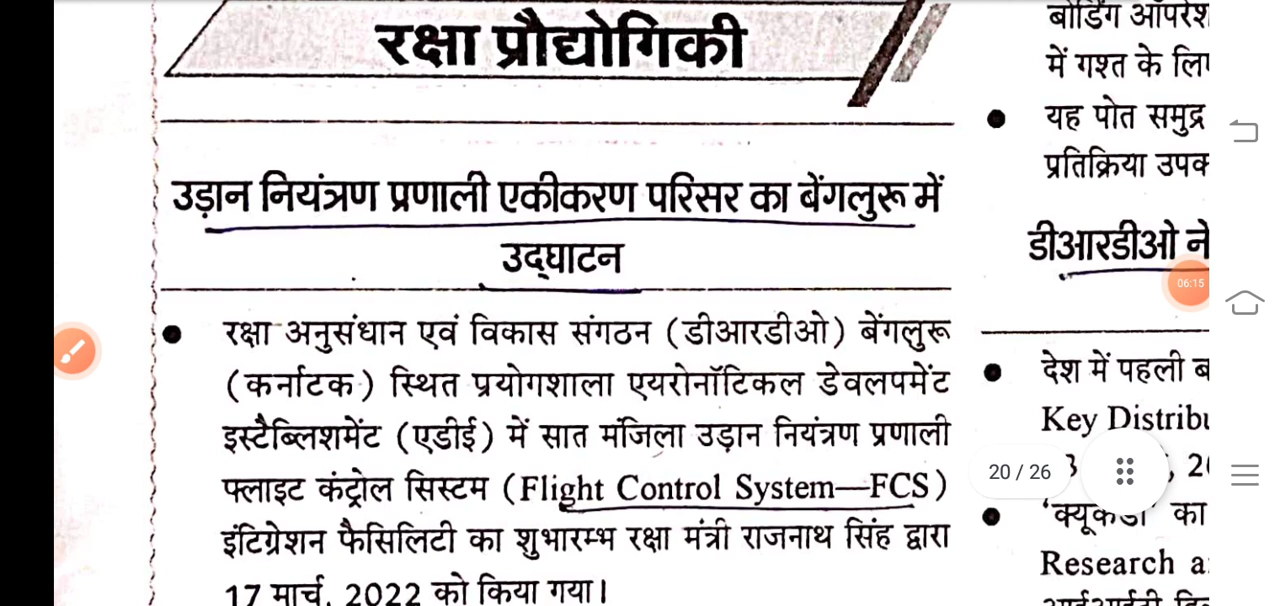 रक्षा प्रौद्योगिकी
उड़ान नियंत्रण प्रणाली एकीकरण परिसर का बेंगलुरू में
उद्घाटन
रक्षा अनुसंधान एवं विकास संगठन (डीआरडीओ) बेंगलुरू
(कर्नाटक) स्थित प्रयोगशाला एयरोनॉटिकल डेवलपमेंट
इस्टैब्लिशमेंट (एडीई) में सात मंजिला उड़ान नियंत्रण प्रणाली
फ्लाइट कंट्रोल सिस्टम (Flight Control System—FCS)
इंटिग्रेशन फैसिलिटी का शुभारम्भ रक्षा मंत्री राजनाथ सिंह द्वारा
17 मार्च, 2022 को किया गया।
बोर्डिंग
में गश्त के
यह पोत समुद्र
प्रतिक्रिया
डीआरडीओ ने
06:15
देश में पहली
Key
20 / 26
का
Research